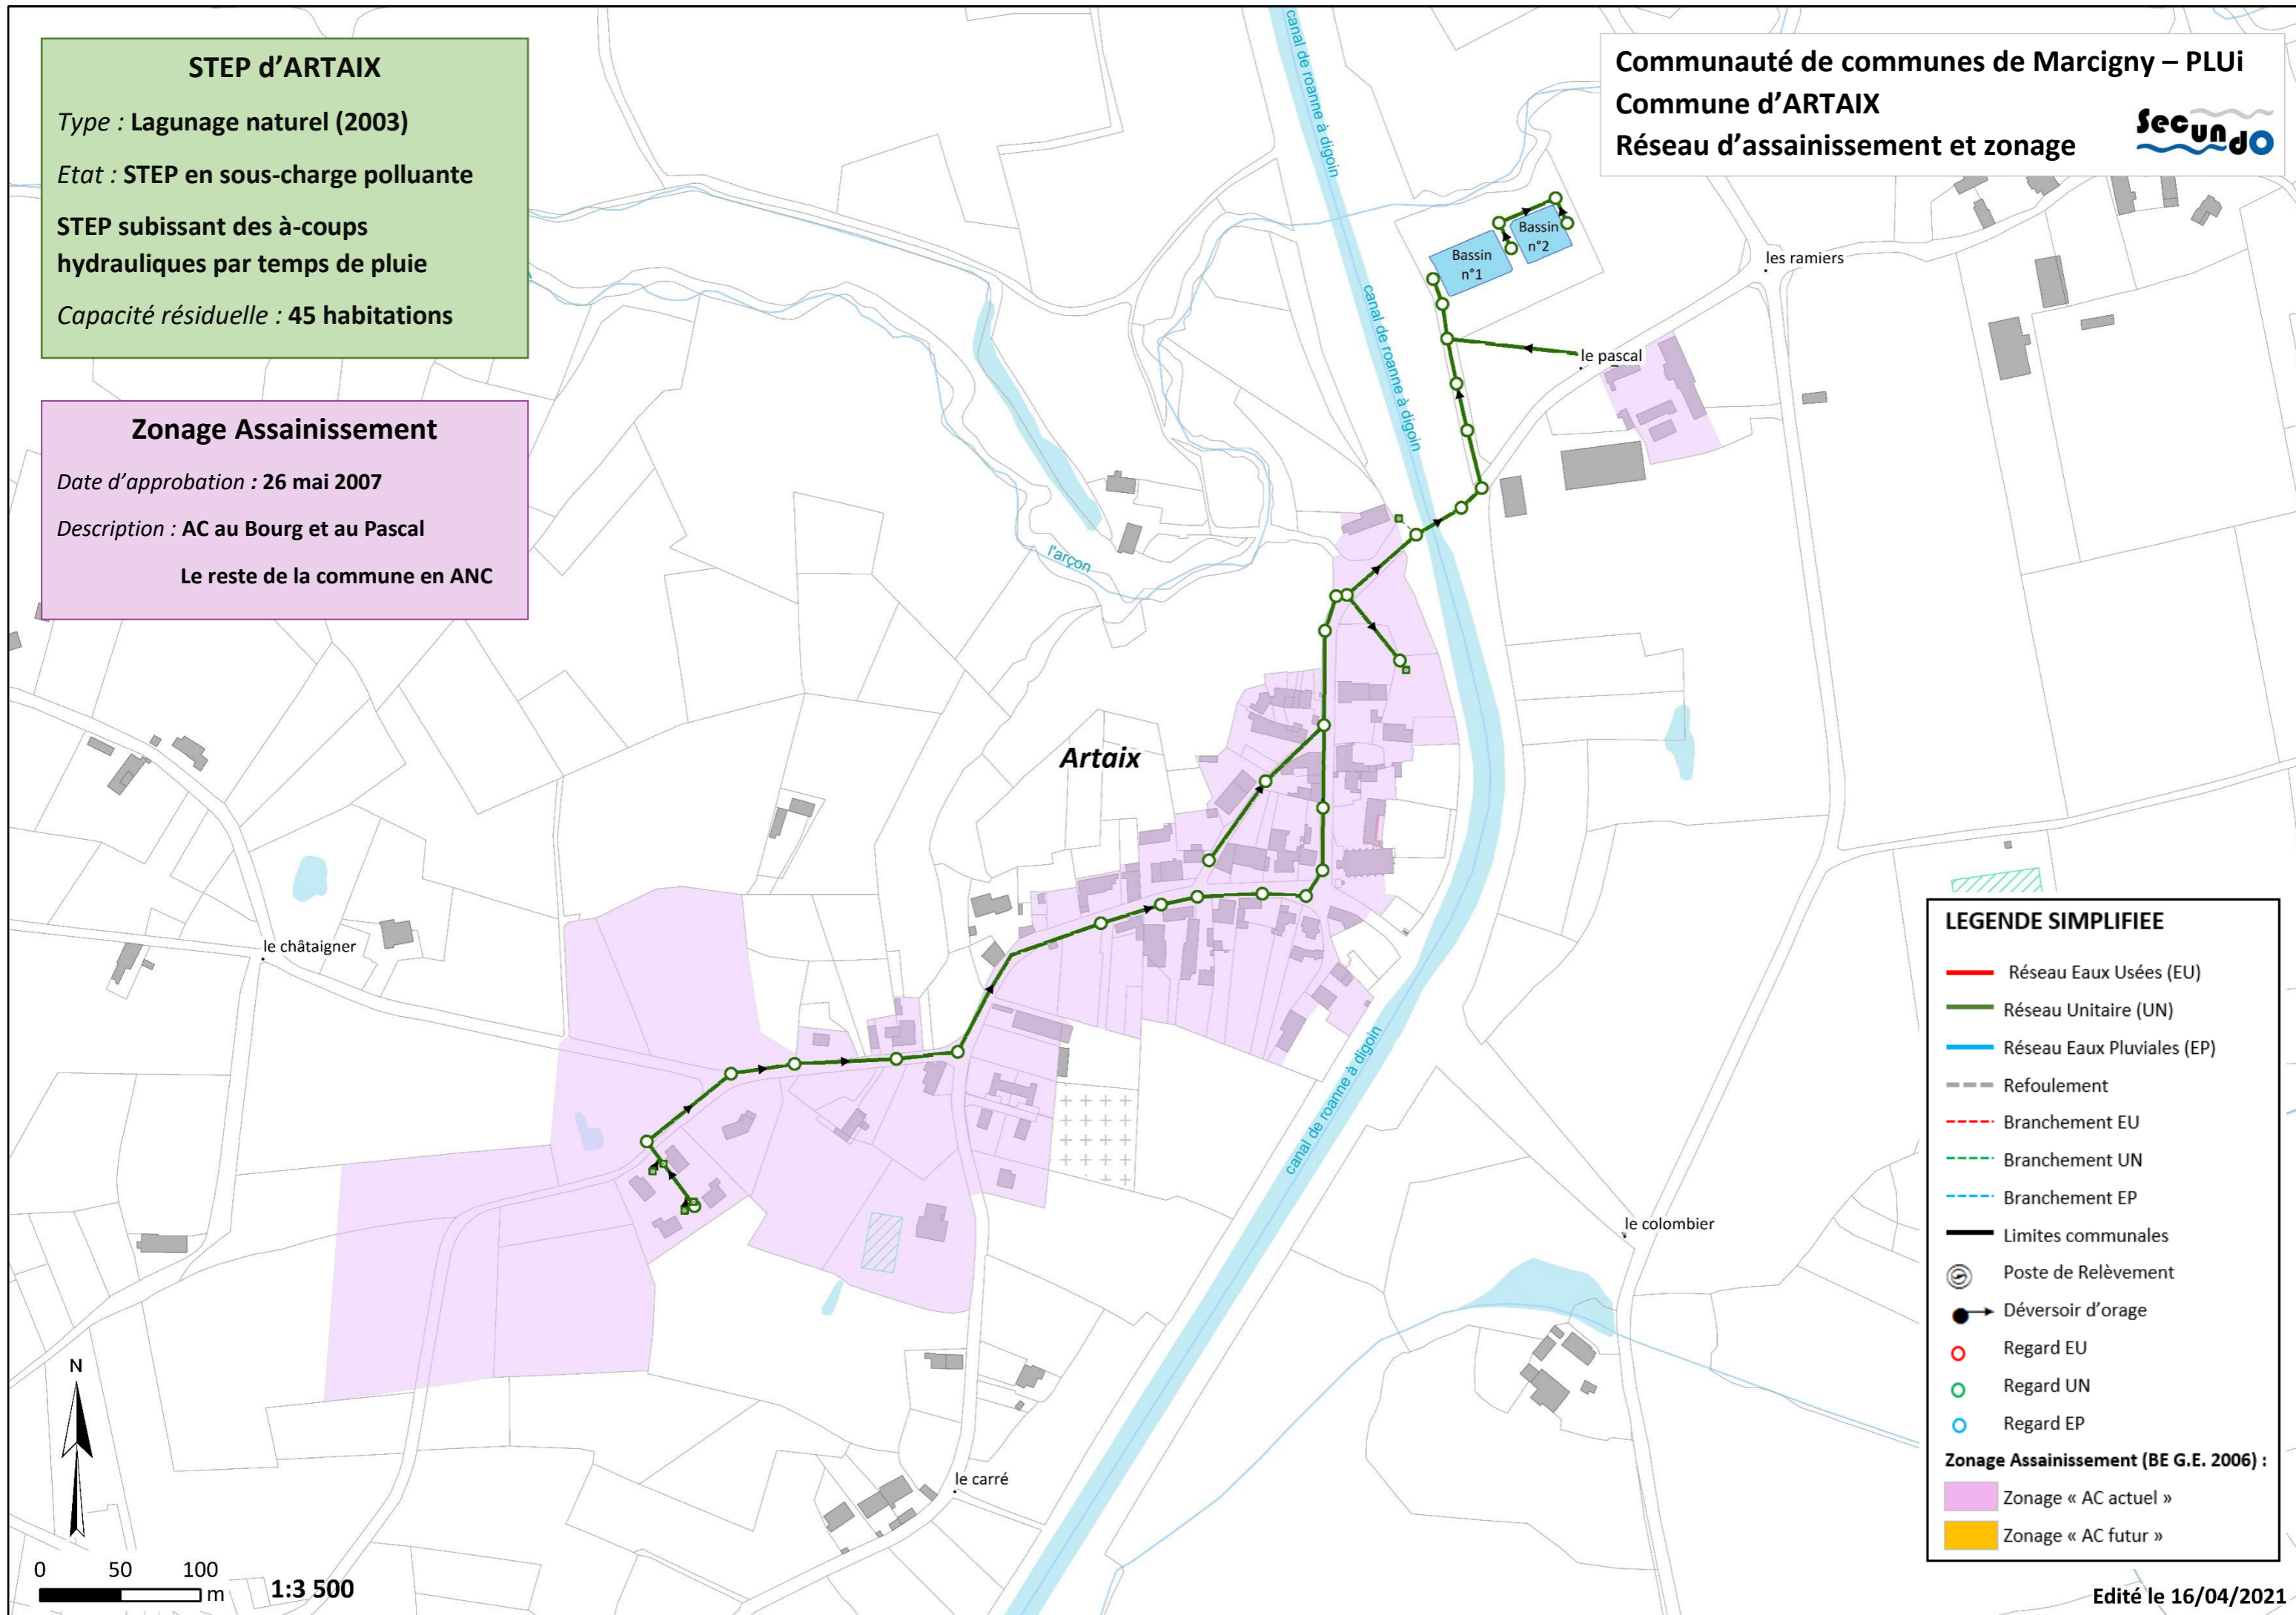 STEP d'ARTAIX
Type : Lagunage naturel (2003)
Etat : STEP en sous-charge polluante
STEP subissant des à-coups
hydrauliques par temps de pluie
Capacité résiduelle : 45 habitations
Zonage Assainissement
Date d'approbation : 26 mai 2007
Description : AC au Bourg et au Pascal
Le reste de la commune en ANC
Communauté de communes de Marcigny – PLUi
Commune d'ARTAIX
Réseau d'assainissement et zonage
Secundo
canal de roanne à digoin
Bassin
n°2
Bassin
n°1
les ramiers
canal de roanne à digoin
le pascal
l'arçon
Artaix
le châtaigner
canal de roanne à digoin
le colombier
le carré
LEGENDE SIMPLIFIEE
Réseau Eaux Usées (EU)
Réseau Unitaire (UN)
Réseau Eaux Pluviales (EP)
Refoulement
Branchement EU
Branchement UN
Branchement EP
Limites communales
Poste de Relèvement
Déversoir d'orage
Regard EU
Regard UN
Regard EP
Zonage Assainissement (BE G.E. 2006) :
Zonage « AC actuel »
Zonage « AC futur »
N
0 50 100
m
1:3 500
Edité le 16/04/2021